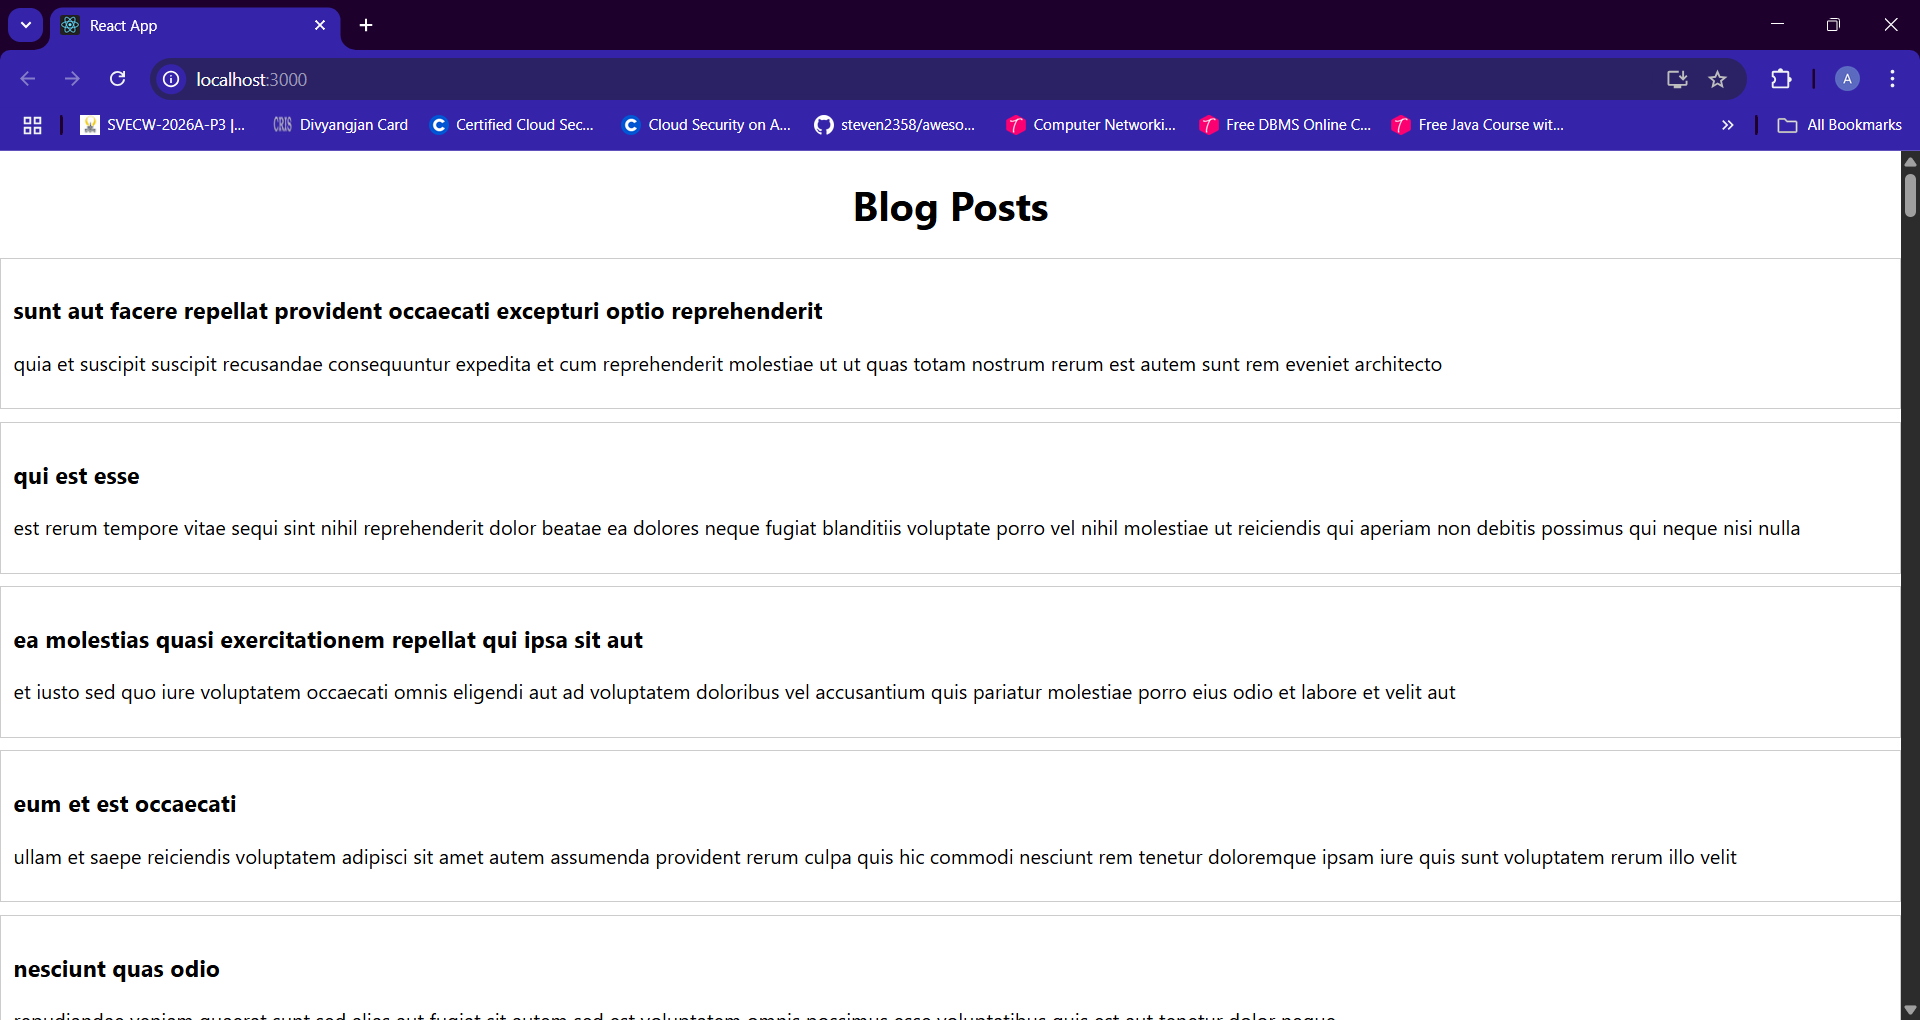 React App
localhost:3000
SVECW-2026A-P3 |...
CRIS Divyangjan Card
Certified Cloud Sec...
Cloud Security on A...
steven2358/aweso...
Computer Networki...
Free DBMS Online C...
Free Java Course wit...
All Bookmarks
A
Blog Posts
sunt aut facere repellat provident occaecati excepturi optio reprehenderit
quia et suscipit suscipit recusandae consequuntur expedita et cum reprehenderit molestiae ut ut quas totam nostrum rerum est autem sunt rem eveniet architecto
qui est esse
est rerum tempore vitae sequi sint nihil reprehenderit dolor beatae ea dolores neque fugiat blanditiis voluptate porro vel nihil molestiae ut reiciendis qui aperiam non debitis possimus qui neque nisi nulla
ea molestias quasi exercitationem repellat qui ipsa sit aut
et iusto sed quo iure voluptatem occaecati omnis eligendi aut ad voluptatem doloribus vel accusantium quis pariatur molestiae porro eius odio et labore et velit aut
eum et est occaecati
ullam et saepe reiciendis voluptatem adipisci sit amet autem assumenda provident rerum culpa quis hic commodi nesciunt rem tenetur doloremque ipsam iure quis sunt voluptatem rerum illo velit
nesciunt quas odio